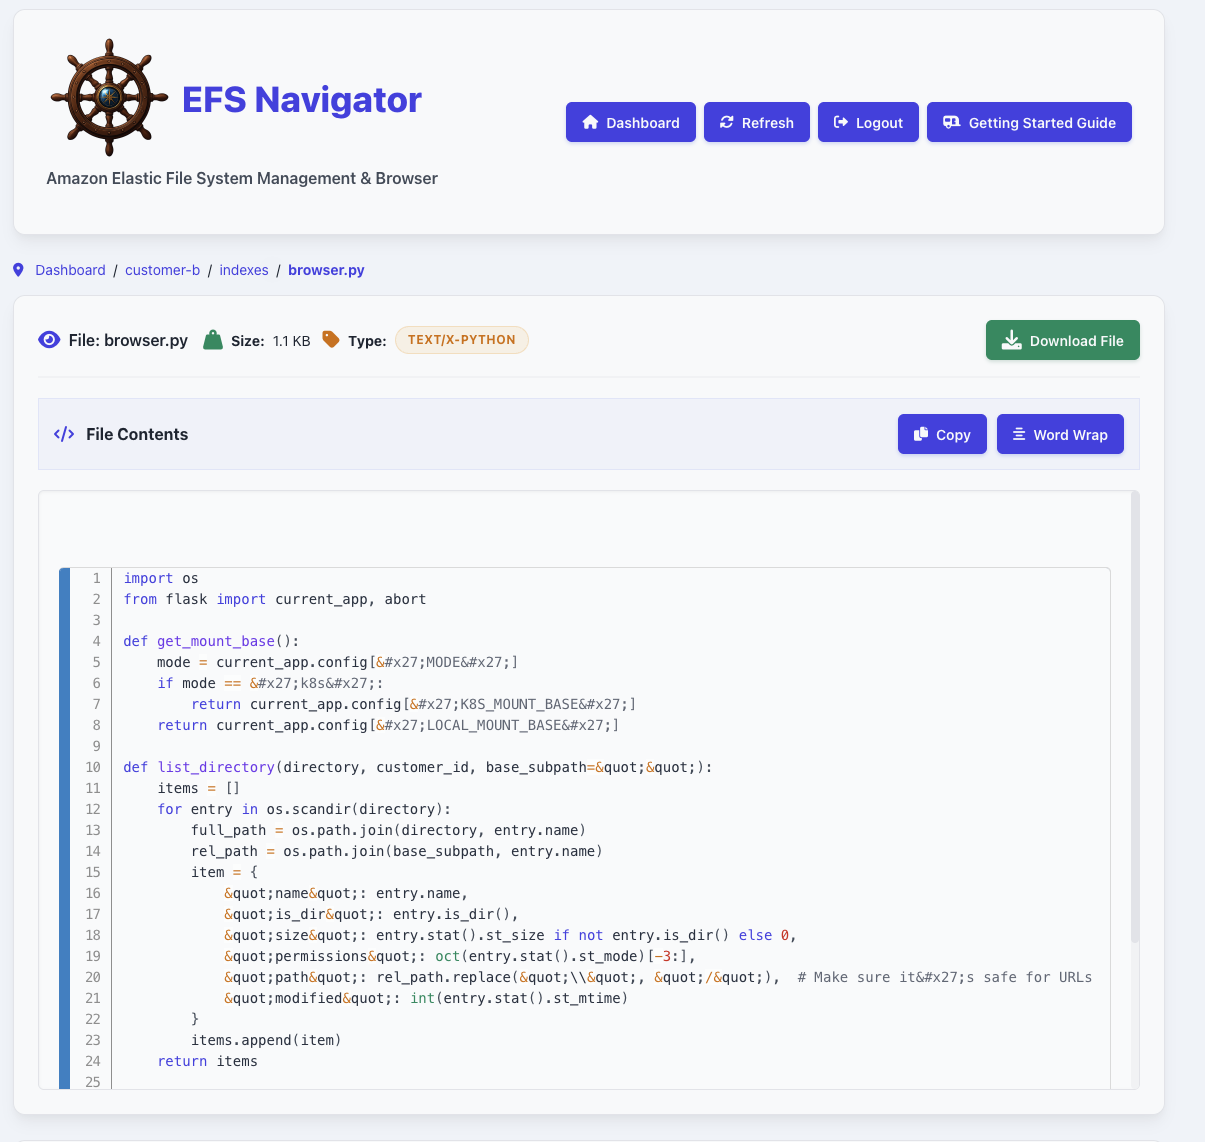 EFS Navigator
Dashboard Refresh Logout Getting Started Guide
Amazon Elastic File System Management & Browser
Dashboard / customer-b / indexes / browser.py
File: browser.py Size: 1.1 KB Type: TEXT/X-PYTHON Download File
</> File Contents Copy Word Wrap
1 import os
2 from flask import current_app, abort
3
4 def get_mount_base():
5     mode = current_app.config[&#x27;MODE&#x27;]
6     if mode == &#x27;k8s&#x27;:
7         return current_app.config[&#x27;K8S_MOUNT_BASE&#x27;]
8     return current_app.config[&#x27;LOCAL_MOUNT_BASE&#x27;]
9
10 def list_directory(directory, customer_id, base_subpath=&quot;&quot;):
11     items = []
12     for entry in os.scandir(directory):
13         full_path = os.path.join(directory, entry.name)
14         rel_path = os.path.join(base_subpath, entry.name)
15         item = {
16             &quot;name&quot;: entry.name,
17             &quot;is_dir&quot;: entry.is_dir(),
18             &quot;size&quot;: entry.stat().st_size if not entry.is_dir() else 0,
19             &quot;permissions&quot;: oct(entry.stat().st_mode)[-3:],
20             &quot;path&quot;: rel_path.replace(&quot;\\&quot;, &quot;/&quot;),  # Make sure it&#x27;s safe for URLs
21             &quot;modified&quot;: int(entry.stat().st_mtime)
22         }
23         items.append(item)
24     return items
25